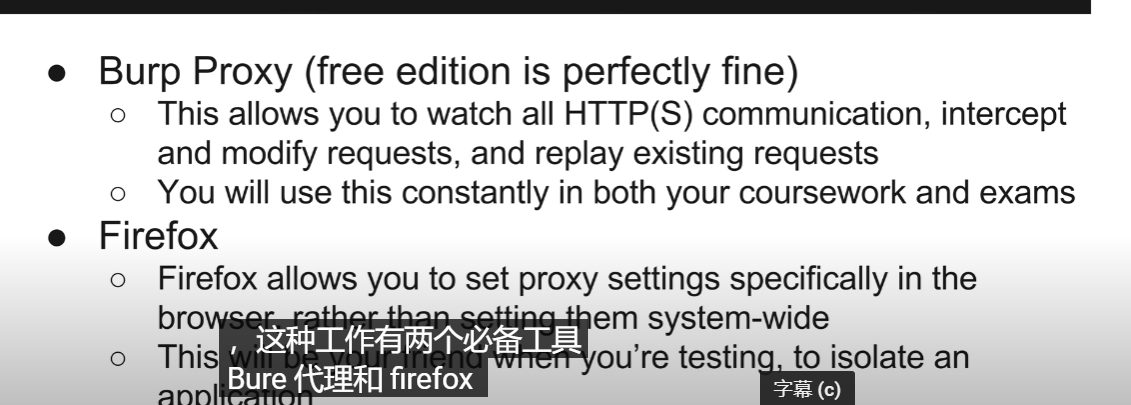 ● Burp Proxy (free edition is perfectly fine)
○ This allows you to watch all HTTP(S) communication, intercept
and modify requests, and replay existing requests
○ You will use this constantly in both your coursework and exams
● Firefox
○ Firefox allows you to set proxy settings specifically in the
browser, rather than setting them system-wide
，这种工作有两个必备工具
○ This will be your friend when you’re testing, to isolate an
Bure 代理和 firefox
application
字幕 (c)